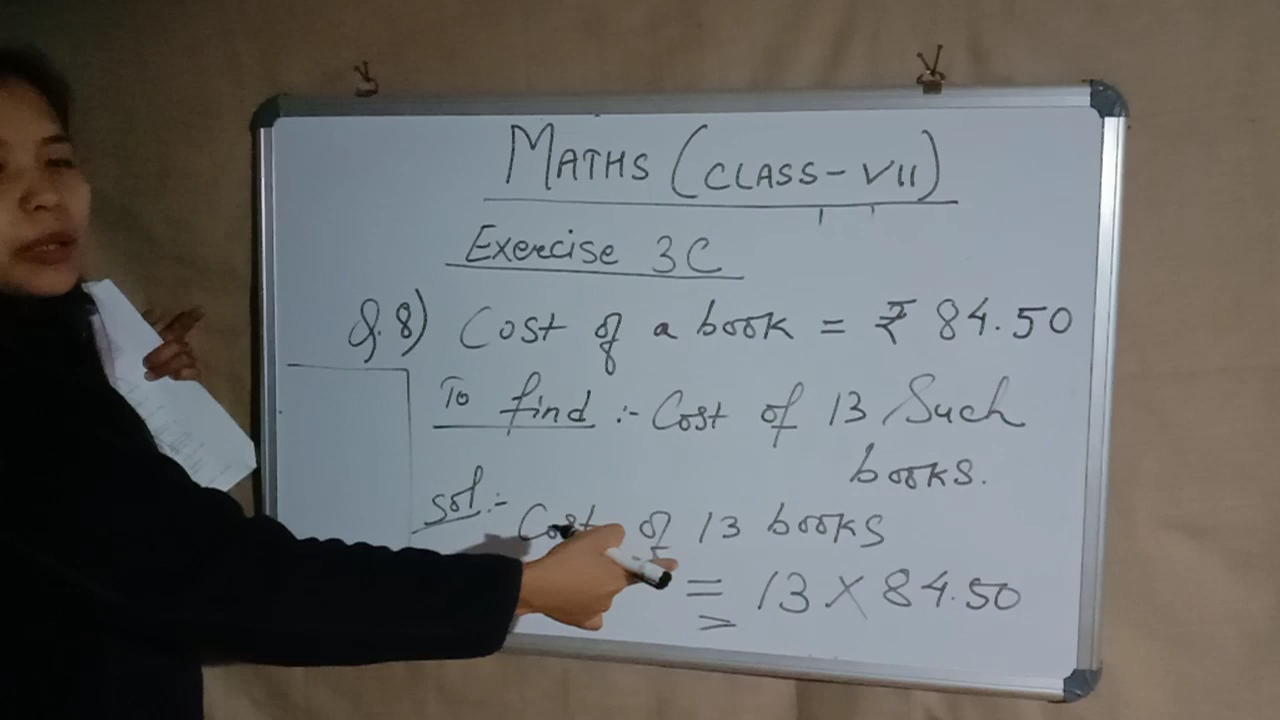 MATHS (CLASS-VII)
Exercise 3C
Q.8) Cost of a book = ₹ 84.50
To find :- Cost of 13 Such
books.
Sol:- Cost of 13 books
= 13 × 84.50
=